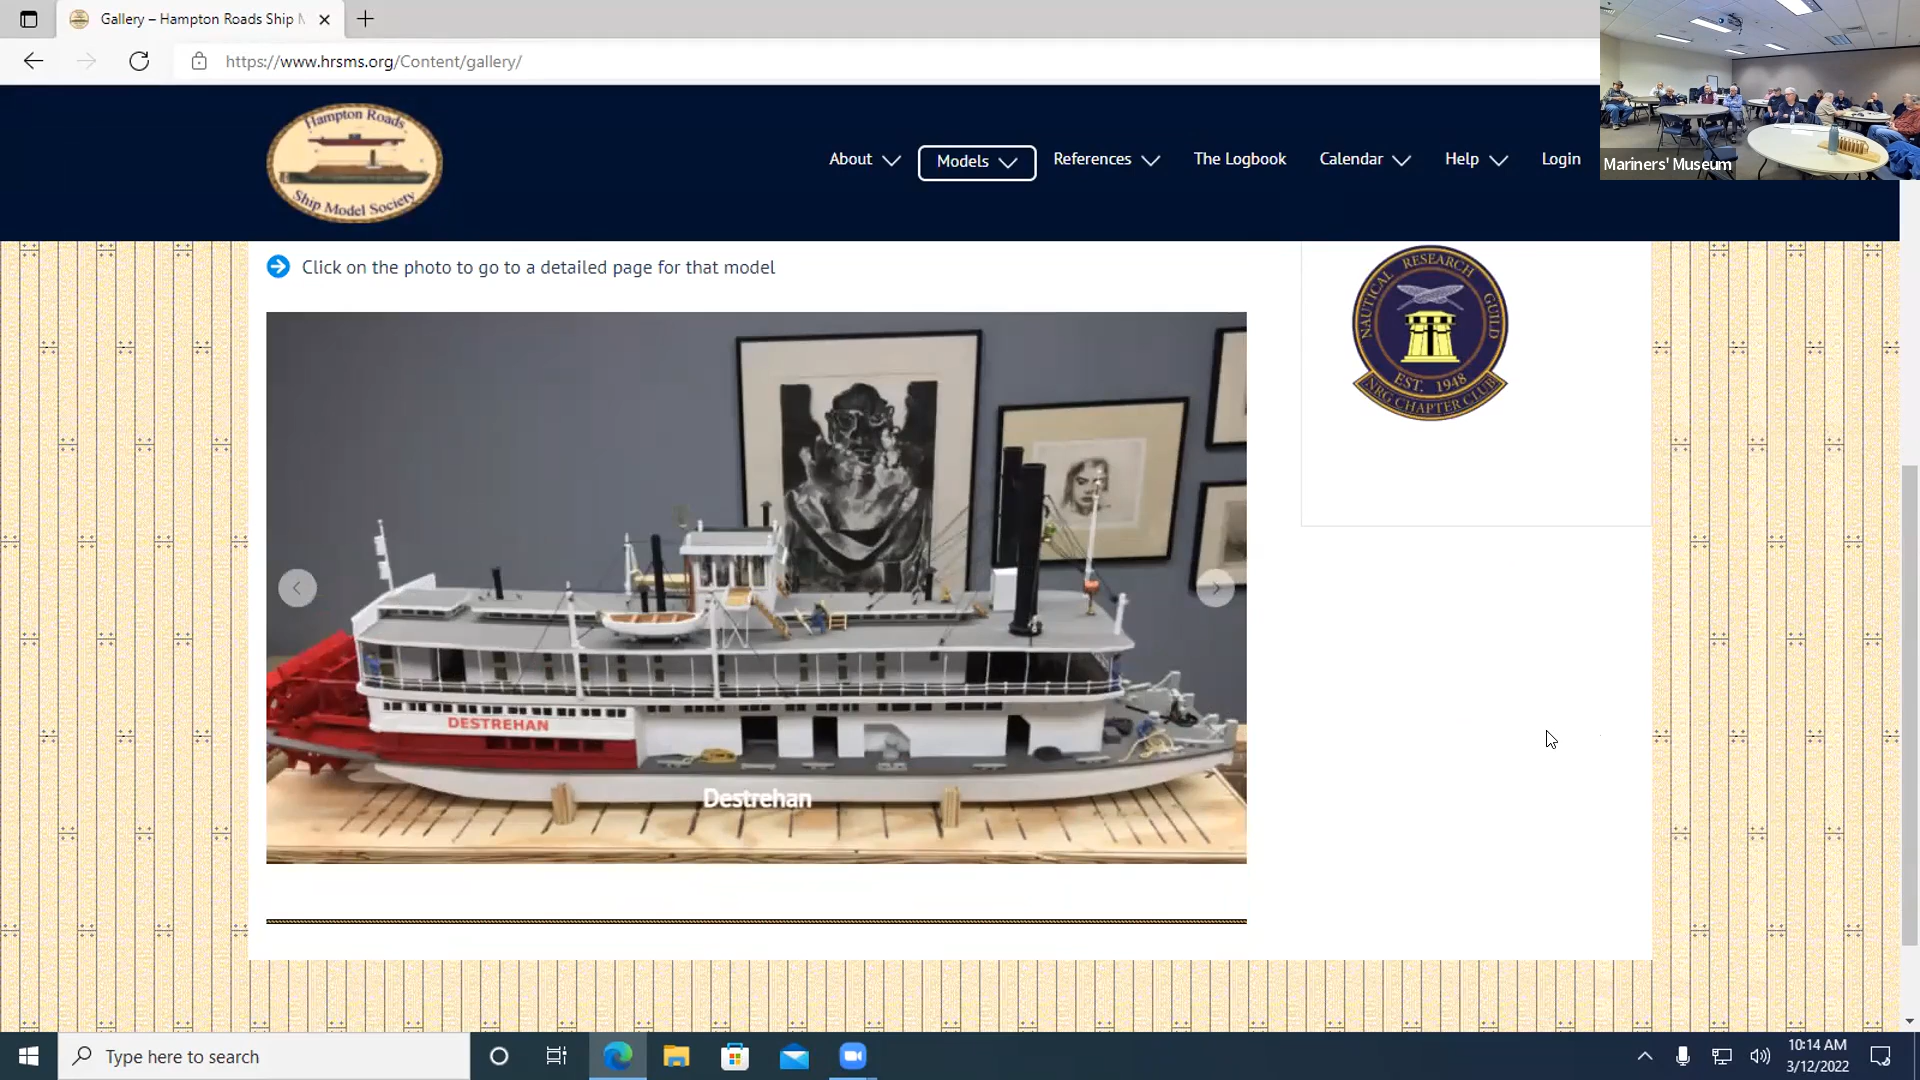 Gallery – Hampton Roads Ship M
https://www.hrsms.org/Content/gallery/
Mariners' Museum
Hampton Roads
Ship Model Society
About
Models
References
The Logbook
Calendar
Help
Login
Click on the photo to go to a detailed page for that model
NAUTICAL RESEARCH GUILD
EST. 1948
NRG CHAPTER CLUB
DESTREHAN
Destrehan
Type here to search
10:14 AM
3/12/2022